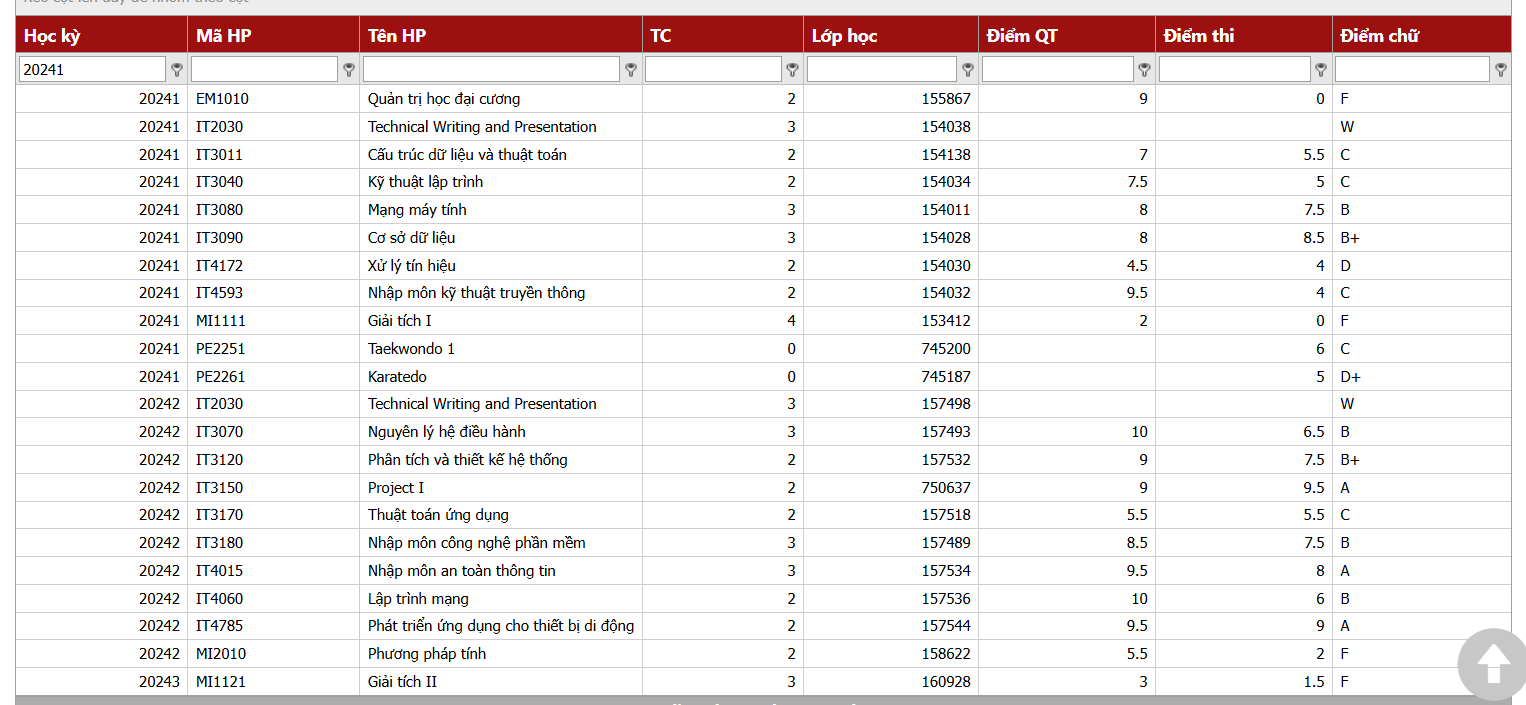 Kéo cột lên đây để nhóm theo cột
Học kỳ Mã HP Tên HP TC Lớp học Điểm QT Điểm thi Điểm chữ
20241
20241 EM1010 Quản trị học đại cương 2 155867 9 0 F
20241 IT2030 Technical Writing and Presentation 3 154038 W
20241 IT3011 Cấu trúc dữ liệu và thuật toán 2 154138 7 5.5 C
20241 IT3040 Kỹ thuật lập trình 2 154034 7.5 5 C
20241 IT3080 Mạng máy tính 3 154011 8 7.5 B
20241 IT3090 Cơ sở dữ liệu 3 154028 8 8.5 B+
20241 IT4172 Xử lý tín hiệu 2 154030 4.5 4 D
20241 IT4593 Nhập môn kỹ thuật truyền thông 2 154032 9.5 4 C
20241 MI1111 Giải tích I 4 153412 2 0 F
20241 PE2251 Taekwondo 1 0 745200 6 C
20241 PE2261 Karatedo 0 745187 5 D+
20242 IT2030 Technical Writing and Presentation 3 157498 W
20242 IT3070 Nguyên lý hệ điều hành 3 157493 10 6.5 B
20242 IT3120 Phân tích và thiết kế hệ thống 2 157532 9 7.5 B+
20242 IT3150 Project I 2 750637 9 9.5 A
20242 IT3170 Thuật toán ứng dụng 2 157518 5.5 5.5 C
20242 IT3180 Nhập môn công nghệ phần mềm 3 157489 8.5 7.5 B
20242 IT4015 Nhập môn an toàn thông tin 3 157534 9.5 8 A
20242 IT4060 Lập trình mạng 2 157536 10 6 B
20242 IT4785 Phát triển ứng dụng cho thiết bị di động 2 157544 9.5 9 A
20242 MI2010 Phương pháp tính 2 158622 5.5 2 F
20243 MI1121 Giải tích II 3 160928 3 1.5 F